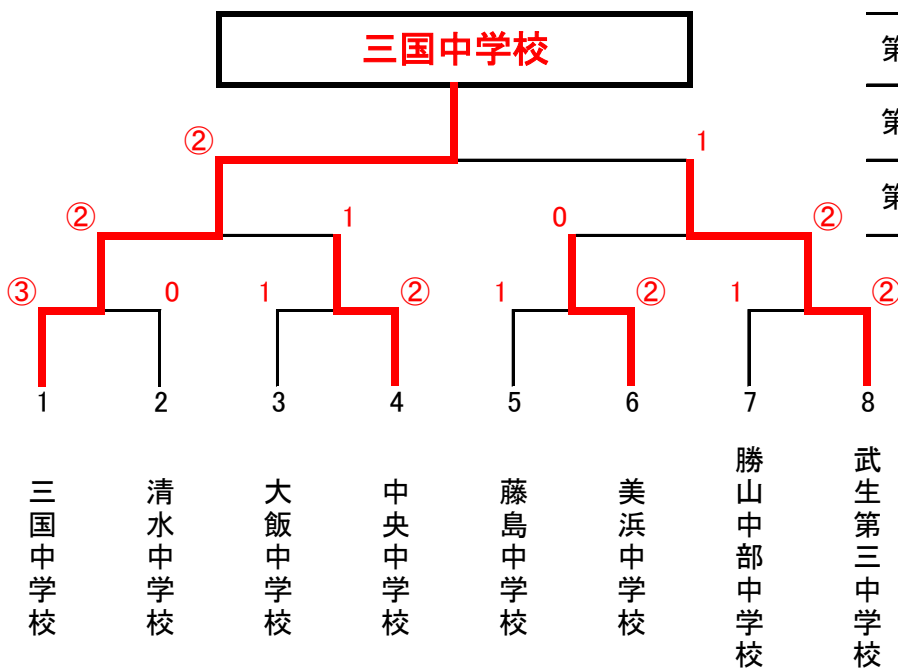 三国中学校
第
② 1
第
② 1 0 ②
第
③ 0 1 ② 1 ② 1 ②
1 2 3 4 5 6 7 8
三国中学校
清水中学校
大飯中学校
中央中学校
藤島中学校
美浜中学校
勝山中部中学校
武生第三中学校